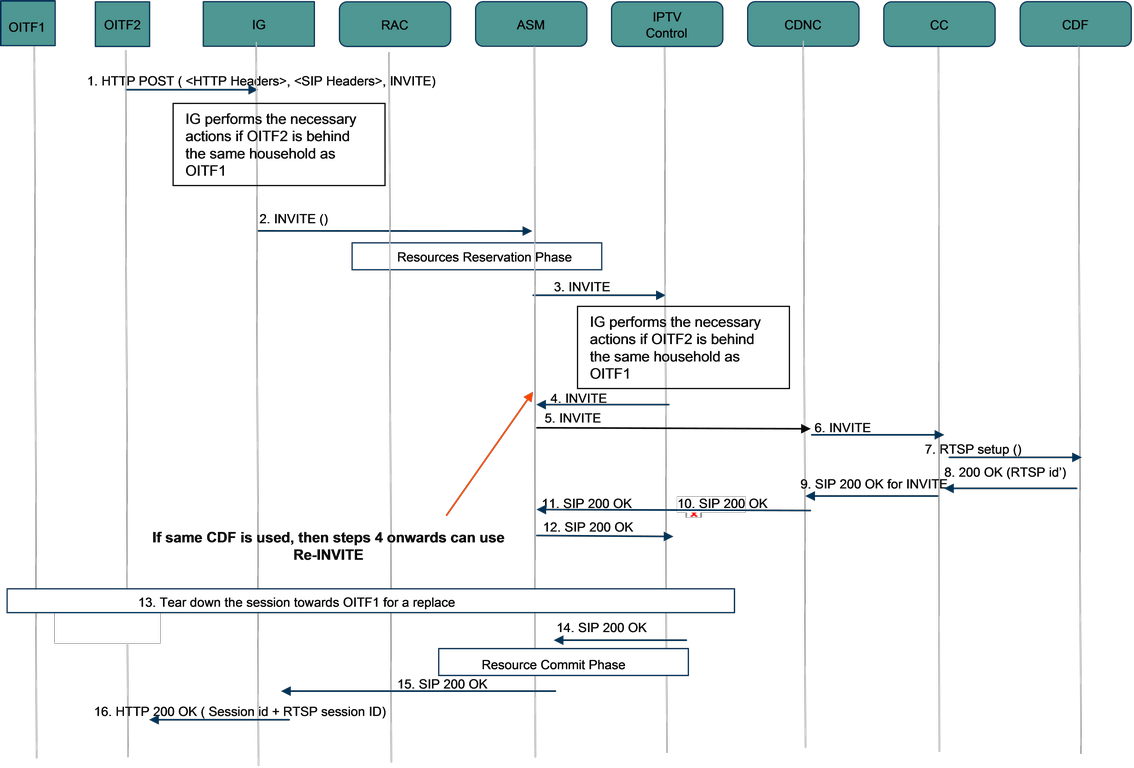 OITF1
OITF2
IG
RAC
ASM
IPTV
Control
CDNC
CC
CDF
1. HTTP POST ( <HTTP Headers>, <SIP Headers>, INVITE)
IG performs the necessary
actions if OITF2 is behind
the same household as
OITF1
2. INVITE ()
Resources Reservation Phase
3. INVITE
IG performs the necessary
actions if OITF2 is behind
the same household as
OITF1
4. INVITE
5. INVITE
6. INVITE
7. RTSP setup ()
8. 200 OK (RTSP id’)
9. SIP 200 OK for INVITE
10. SIP 200 OK
11. SIP 200 OK
12. SIP 200 OK
If same CDF is used, then steps 4 onwards can use
Re-INVITE
13. Tear down the session towards OITF1 for a replace
14. SIP 200 OK
Resource Commit Phase
15. SIP 200 OK
16. HTTP 200 OK ( Session id + RTSP session ID)